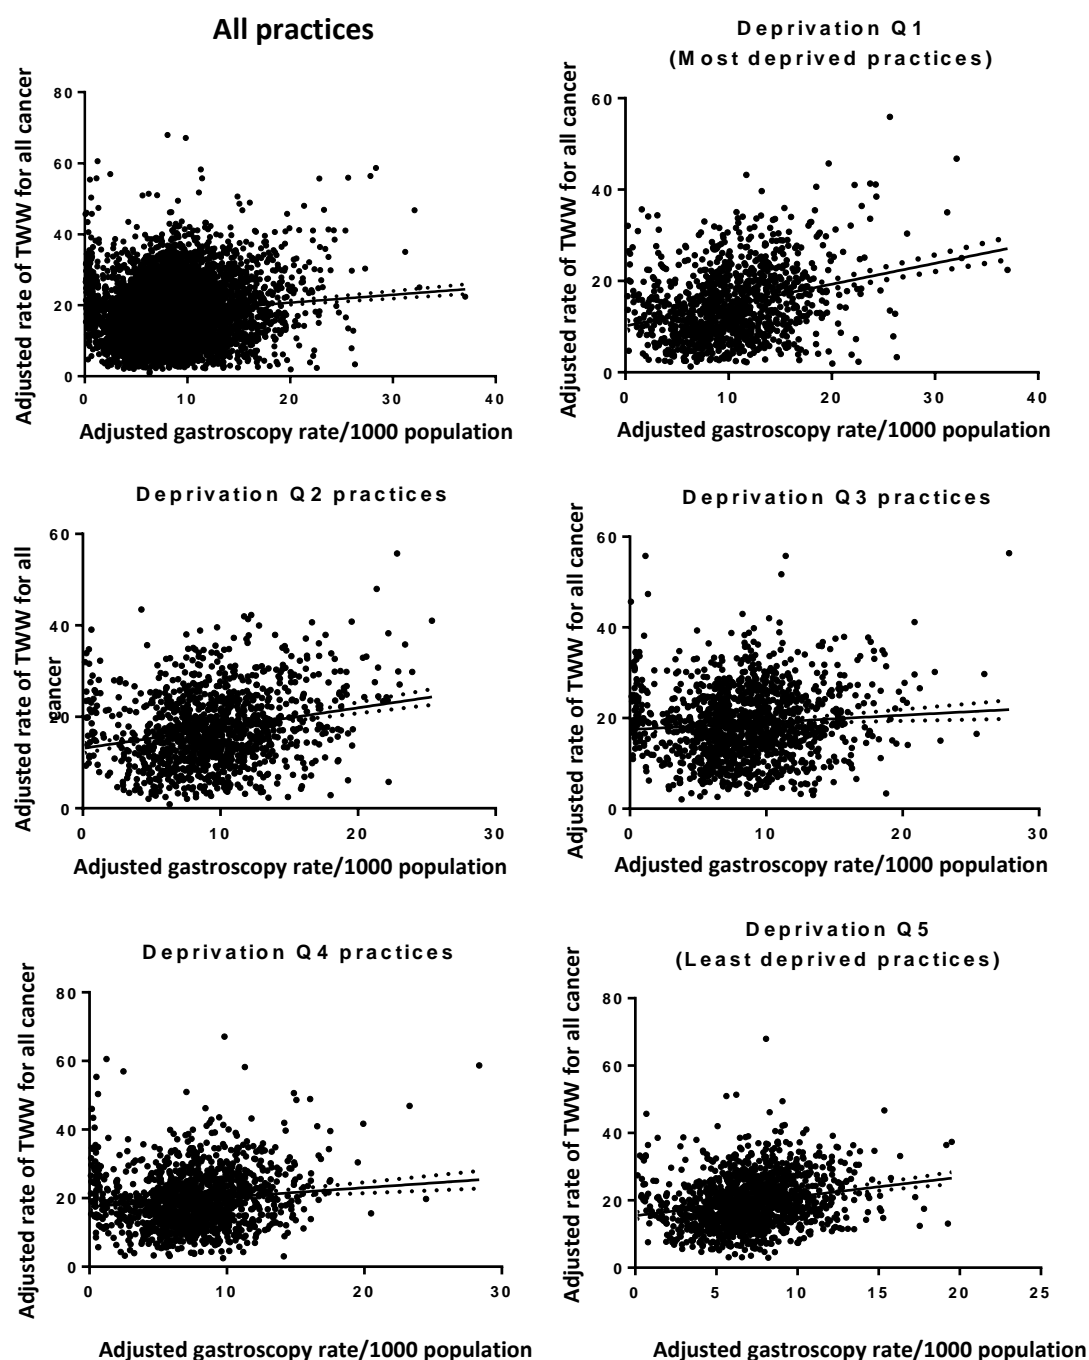 All practices
Adjusted rate of TWW for all cancer
80
60
40
20
0
0 10 20 30 40
Adjusted gastroscopy rate/1000 population
Deprivation Q1
(Most deprived practices)
Adjusted rate of TWW for all cancer
60
40
20
0
0 10 20 30 40
Adjusted gastroscopy rate/1000 population
Deprivation Q2 practices
Adjusted rate of TWW for all
cancer
60
40
20
0
0 10 20 30
Adjusted gastroscopy rate/1000 population
Deprivation Q3 practices
Adjusted rate of TWW for all cancer
60
40
20
0
0 10 20 30
Adjusted gastroscopy rate/1000 population
Deprivation Q4 practices
Adjusted rate of TWW for all cancer
80
60
40
20
0
0 10 20 30
Adjusted gastroscopy rate/1000 population
Deprivation Q5
(Least deprived practices)
Adjusted rate of TWW for all cancer
80
60
40
20
0
0 5 10 15 20 25
Adjusted gastroscopy rate/1000 population